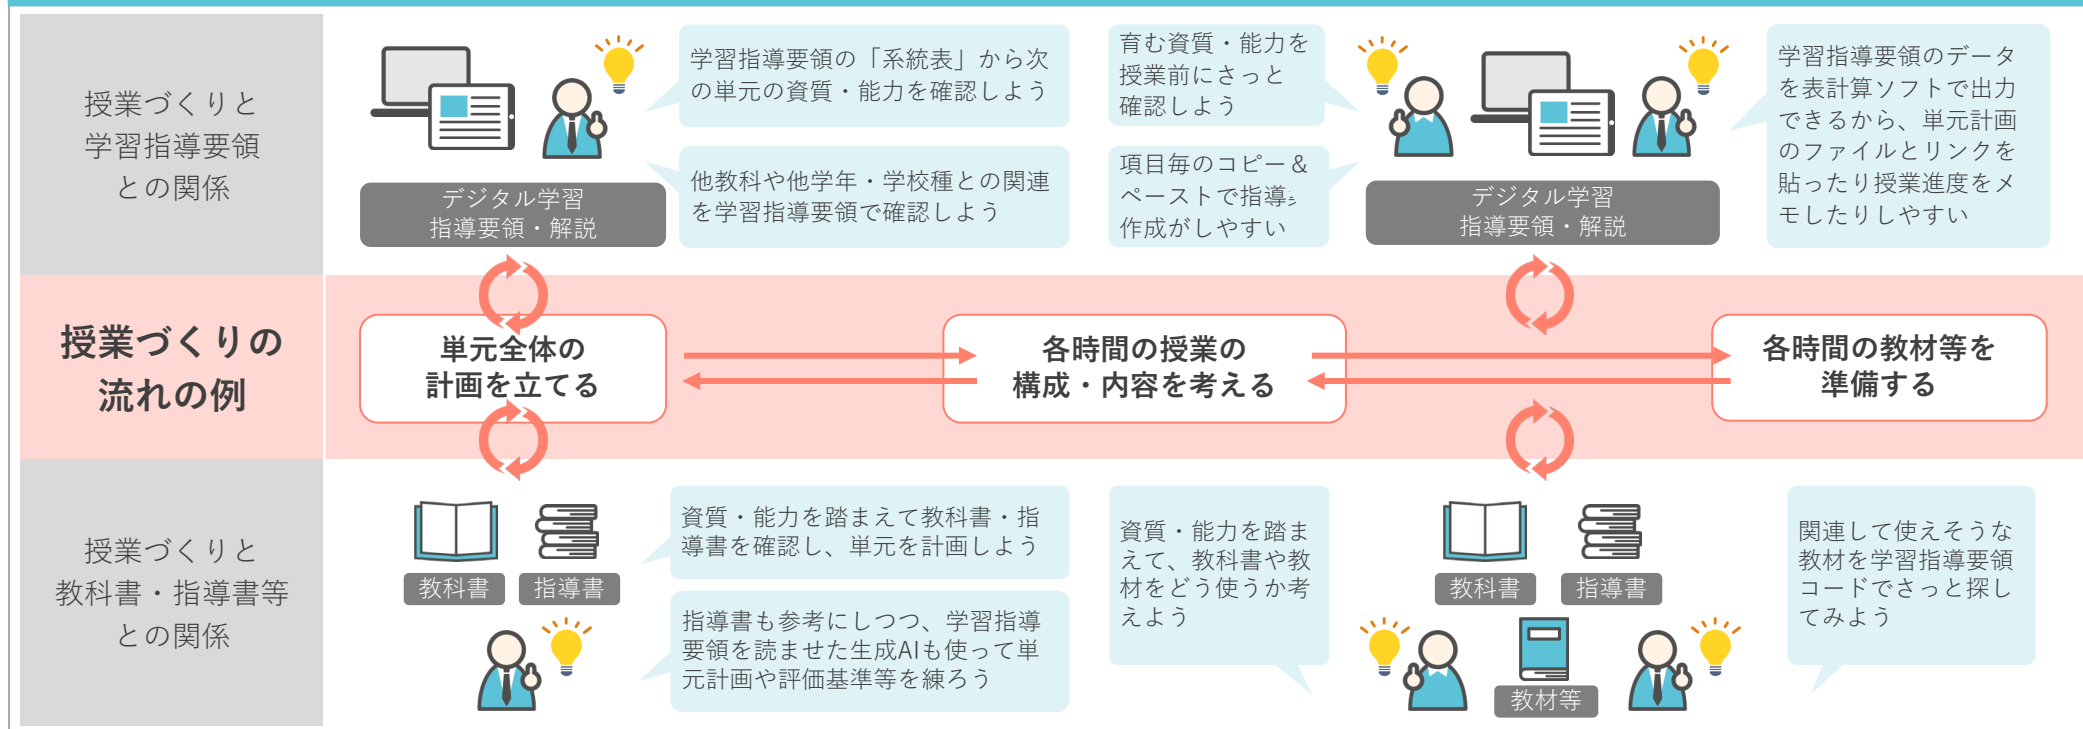 授業づくりと
学習指導要領
との関係
学習指導要領の「系統表」から次
の単元の資質・能力を確認しよう
他教科や他学年・学校種との関連
を学習指導要領で確認しよう
デジタル学習
指導要領・解説
育む資質・能力を
授業前にさっと
確認しよう
項目毎のコピー&
ペーストで指導
作成がしやすい
デジタル学習
指導要領・解説
学習指導要領のデータ
を表計算ソフトで出力
できるから、単元計画
のファイルとリンクを
貼ったり授業進度をメ
モしたりしやすい
授業づくりの
流れの例
単元全体の
計画を立てる
各時間の授業の
構成・内容を考える
各時間の教材等を
準備する
授業づくりと
教科書・指導書等
との関係
教科書
指導書
資質・能力を踏まえて教科書・指
導書を確認し、単元を計画しよう
指導書も参考にしつつ、学習指導
要領を読ませた生成AIも使って単
元計画や評価基準等を練ろう
資質・能力を踏ま
えて、教科書や教
材をどう使うか考
えよう
教科書
指導書
教材等
関連して使えそうな
教材を学習指導要領
コードでさっと探し
てみよう